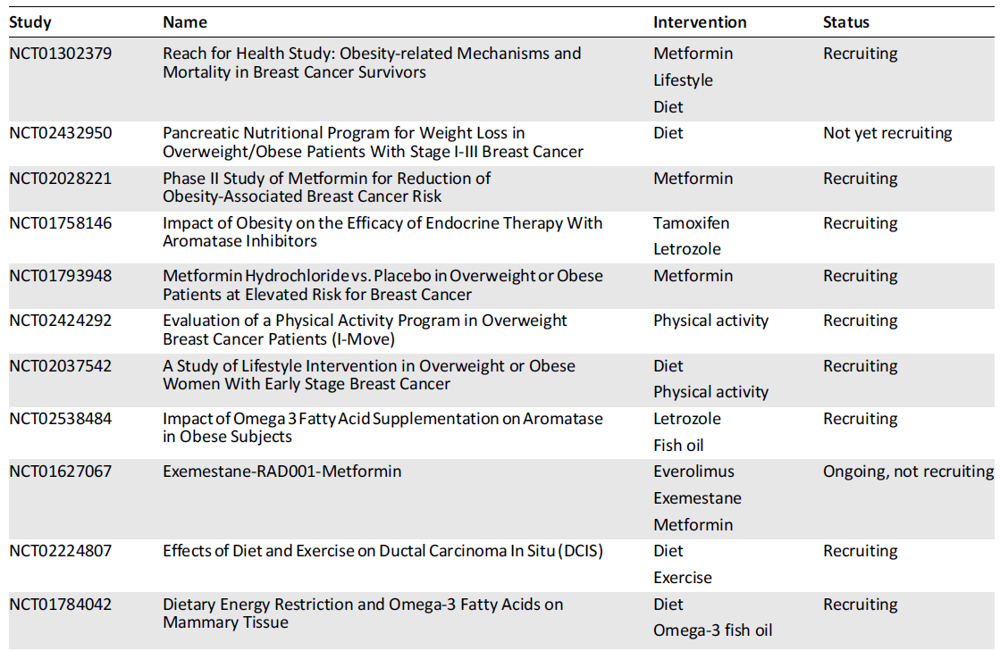 Study Name Intervention Status
NCT01302379 Reach for Health Study: Obesity-related Mechanisms and Metformin Recruiting
Mortality in Breast Cancer Survivors
Lifestyle
Diet
NCT02432950 Pancreatic Nutritional Program for Weight Loss in Diet Not yet recruiting
Overweight/Obese Patients With Stage I-III Breast Cancer
NCT02028221 Phase II Study of Metformin for Reduction of Metformin Recruiting
Obesity-Associated Breast Cancer Risk
NCT01758146 Impact of Obesity on the Efficacy of Endocrine Therapy With Tamoxifen Recruiting
Aromatase Inhibitors
Letrozole
NCT01793948 Metformin Hydrochloride vs. Placebo in Overweight or Obese Metformin Recruiting
Patients at Elevated Risk for Breast Cancer
NCT02424292 Evaluation of a Physical Activity Program in Overweight Physical activity Recruiting
Breast Cancer Patients (I-Move)
NCT02037542 A Study of Lifestyle Intervention in Overweight or Obese Diet Recruiting
Women With Early Stage Breast Cancer
Physical activity
NCT02538484 Impact of Omega 3 Fatty Acid Supplementation on Aromatase Letrozole Recruiting
in Obese Subjects
Fish oil
NCT01627067 Exemestane-RAD001-Metformin Everolimus Ongoing, not recruiting
Exemestane
Metformin
NCT02224807 Effects of Diet and Exercise on Ductal Carcinoma In Situ (DCIS) Diet Recruiting
Exercise
NCT01784042 Dietary Energy Restriction and Omega-3 Fatty Acids on Diet Recruiting
Mammary Tissue
Omega-3 fish oil